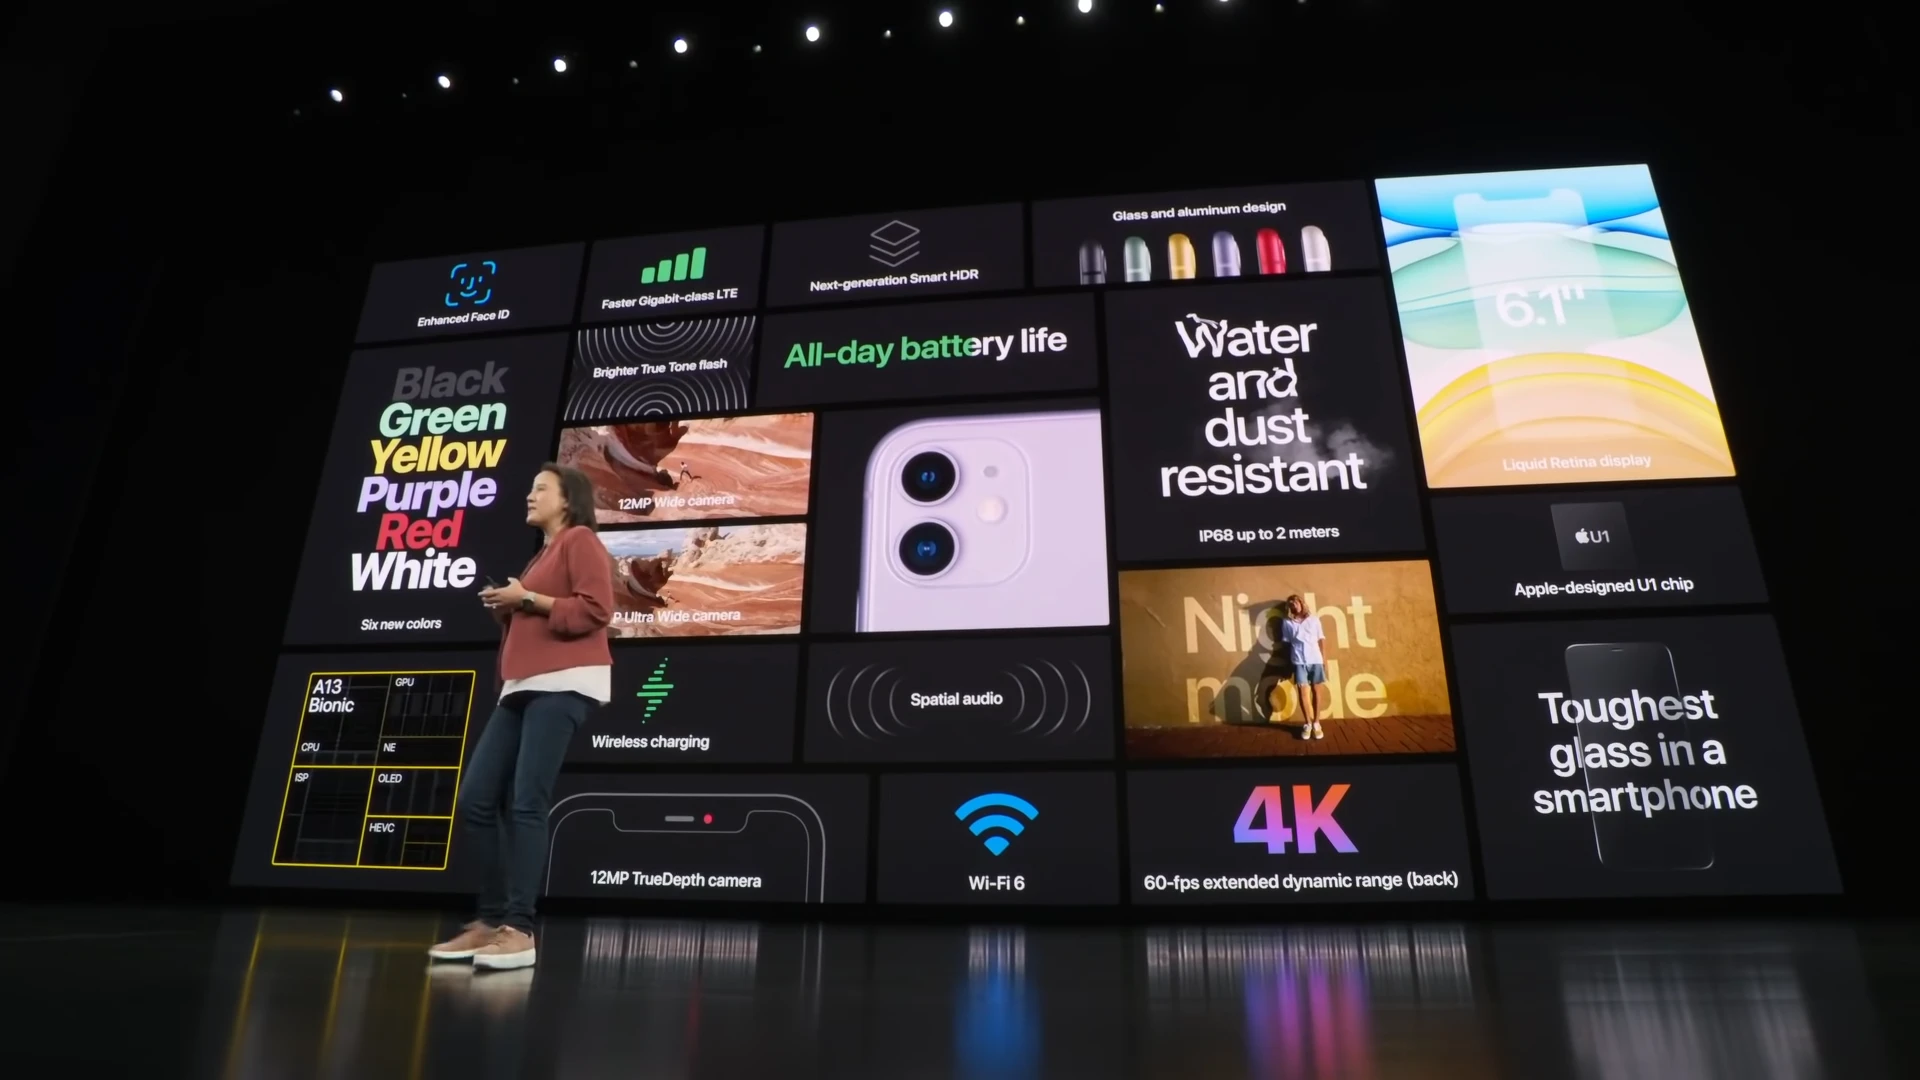 Enhanced Face ID
Faster Gigabit-class LTE
Next-generation Smart HDR
Glass and aluminum design
6.1"
Liquid Retina display
Black
Green
Yellow
Purple
Red
White
Six new colors
Brighter True Tone flash
All-day battery life
12MP Wide camera
P Ultra Wide camera
Water
and
dust
resistant
IP68 up to 2 meters
U1
Apple-designed U1 chip
Night
mode
A13
Bionic
GPU
CPU
NE
ISP
OLED
HEVC
Wireless charging
Spatial audio
12MP TrueDepth camera
Wi-Fi 6
4K
60-fps extended dynamic range (back)
Toughest
glass in a
smartphone